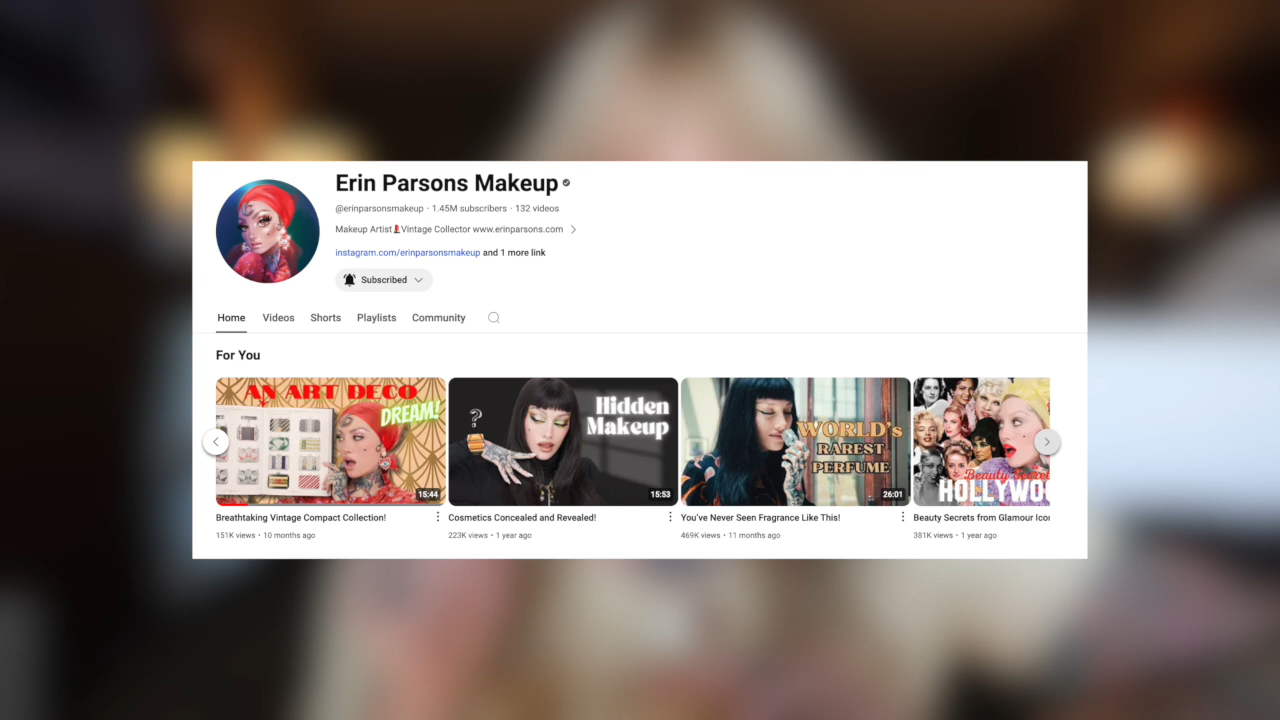 Erin Parsons Makeup
@erinparsonsmakeup · 1.45M subscribers · 132 videos
Makeup Artist💄Vintage Collector www.erinparsons.com
instagram.com/erinparsonsmakeup and 1 more link
Subscribed
Home Videos Shorts Playlists Community
For You
AN ART DECO
DREAM!
15:44
?
Hidden
Makeup
15:53
WORLD's
RAREST
PERFUME
26:01
Beauty Secret
HOLLYWO
Breathtaking Vintage Compact Collection!
151K views · 10 months ago
Cosmetics Concealed and Revealed!
223K views · 1 year ago
You've Never Seen Fragrance Like This!
469K views · 11 months ago
Beauty Secrets from Glamour Icon
381K views · 1 year ago